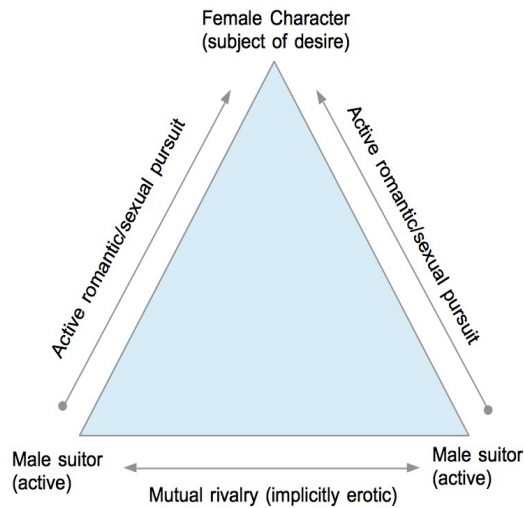 Female Character
(subject of desire)
Active romantic/sexual pursuit
Active romantic/sexual pursuit
Male suitor
(active)
Male suitor
(active)
Mutual rivalry (implicitly erotic)